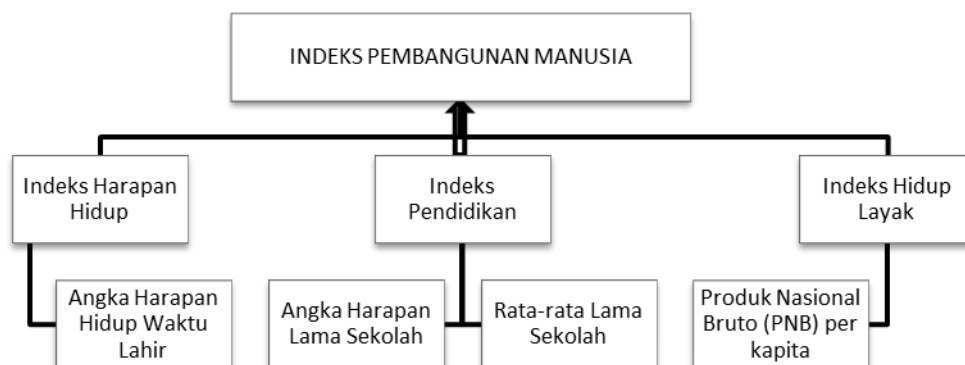 INDEKS PEMBANGUNAN MANUSIA
Indeks Harapan
Hidup
Indeks
Pendidikan
Indeks Hidup
Layak
Angka Harapan
Hidup Waktu
Lahir
Angka Harapan
Lama Sekolah
Rata-rata Lama
Sekolah
Produk Nasional
Bruto (PNB) per
kapita